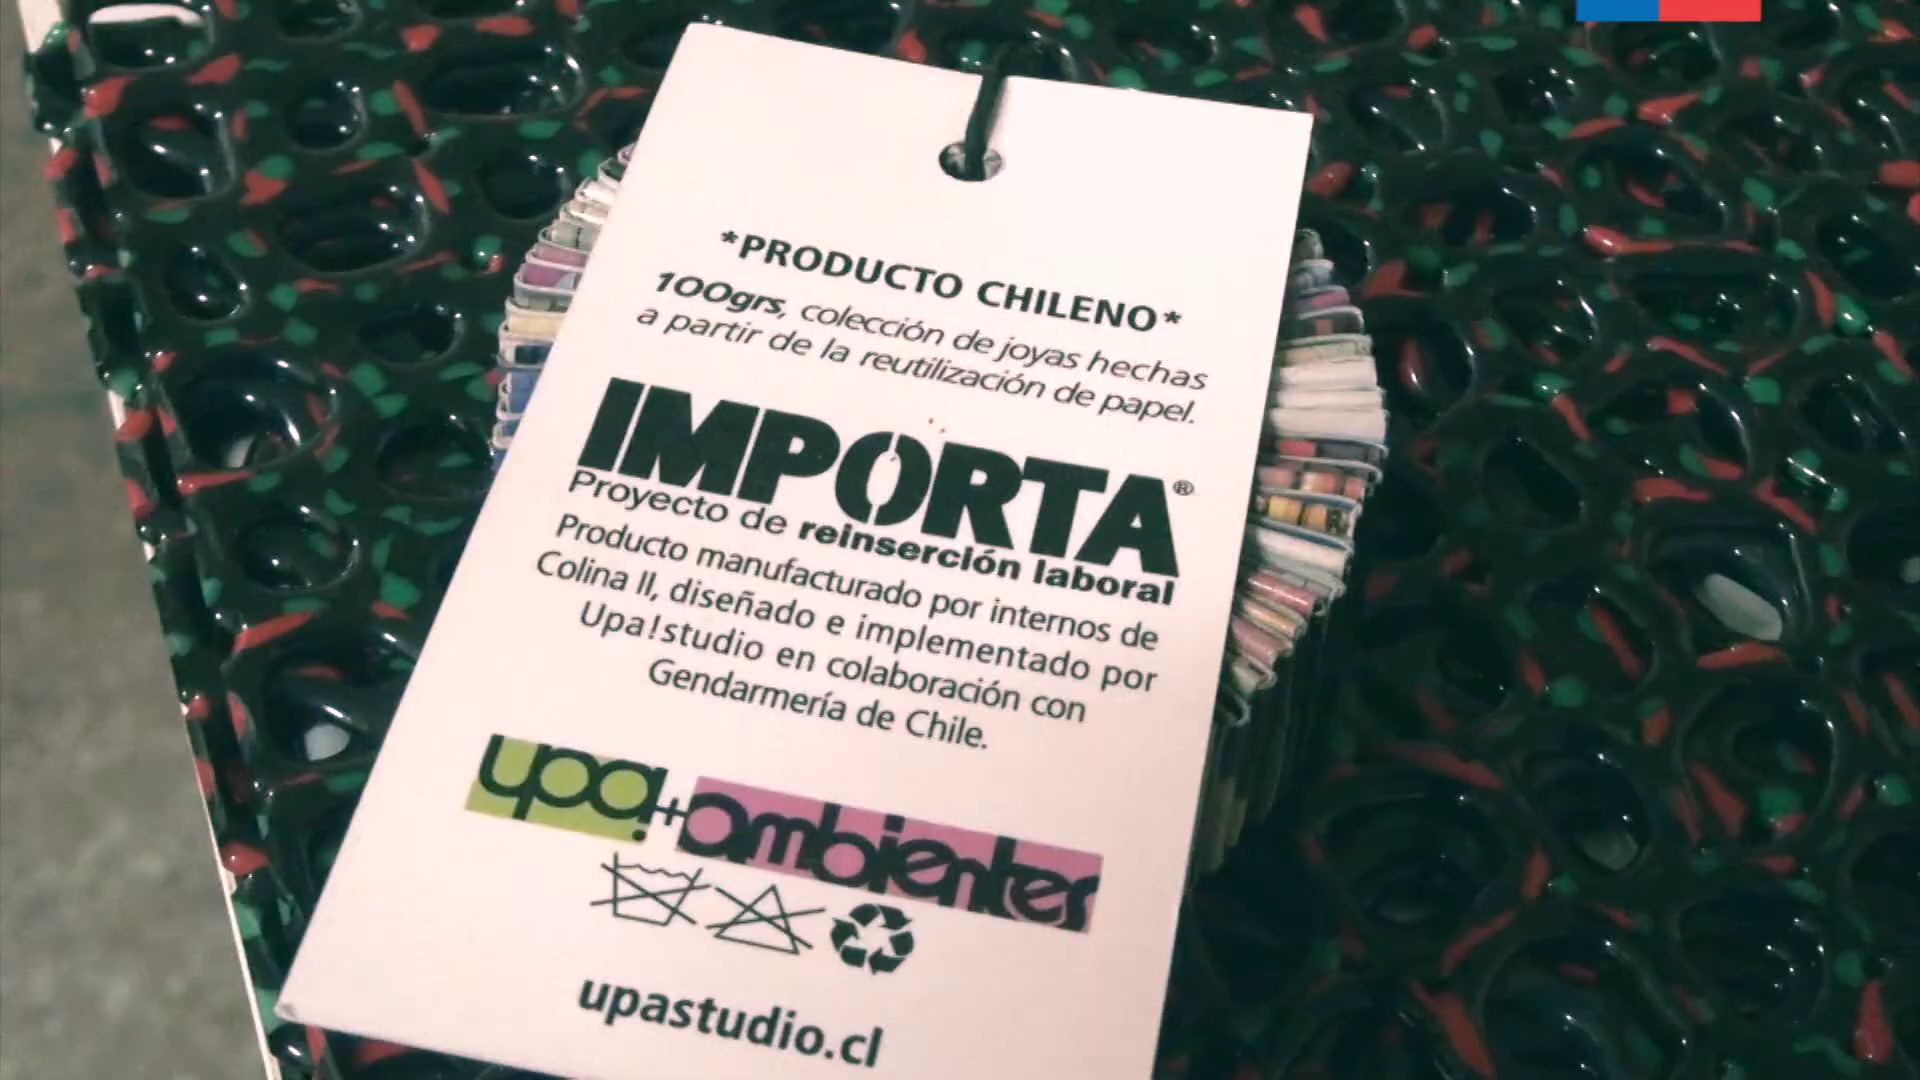 *PRODUCTO CHILENO*
100grs, colección de joyas hechas
a partir de la reutilización de papel.
IMPORTA®
Proyecto de reinserción laboral
Producto manufacturado por internos de
Colina II, diseñado e implementado por
Upa!studio en colaboración con
Gendarmería de Chile.
upa!+ambientes
upastudio.cl